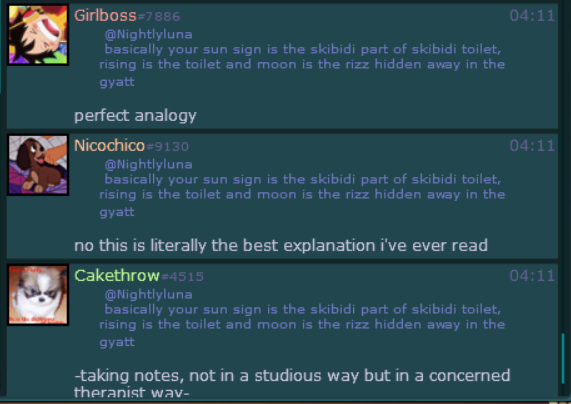 Girlboss#7886 04:11
@Nightlyluna
basically your sun sign is the skibidi part of skibidi toilet,
rising is the toilet and moon is the rizz hidden away in the
gyatt
perfect analogy
Nicochico#9130 04:11
@Nightlyluna
basically your sun sign is the skibidi part of skibidi toilet,
rising is the toilet and moon is the rizz hidden away in the
gyatt
no this is literally the best explanation i've ever read
Cakethrow#4515 04:11
@Nightlyluna
basically your sun sign is the skibidi part of skibidi toilet,
rising is the toilet and moon is the rizz hidden away in the
gyatt
-taking notes, not in a studious way but in a concerned
therapist way-